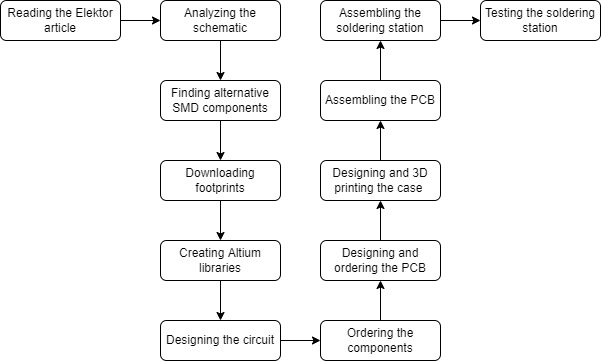 Reading the Elektor
article
Analyzing the
schematic
Finding alternative
SMD components
Downloading
footprints
Creating Altium
libraries
Designing the circuit
Ordering the
components
Designing and
ordering the PCB
Designing and 3D
printing the case
Assembling the PCB
Assembling the
soldering station
Testing the soldering
station